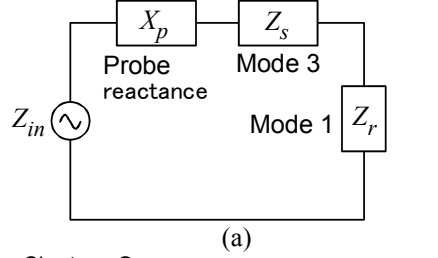 X_p
Z_s
Probe
reactance
Mode 3
Z_in
Mode 1
Z_r
(a)